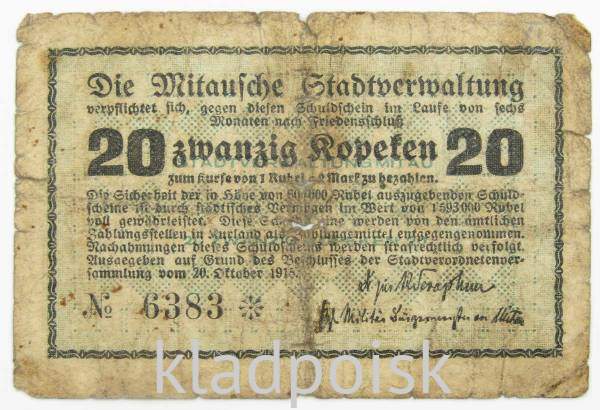 Die Mitausche Stadtverwaltung
verpflichtet sich, gegen diesen Schuldschein im Laufe von sechs
Monaten nach Friedensschluß
20 zwanzig Kopeken 20
zum Kurse von 1 Rubel = 2 Mark zu bezahlen.
Die Sicherheit der in Höhe von Rubel auszugebenden Schuld-
scheine ist durch städtisches Vermögen im Wert von 1593000 Rubel
voll gewährleistet. Diese werden von den amtlichen
Zahlungsstellen in Kurland als Zahlungsmittel entgegengenommen.
Nachahmungen dieses Schuldscheins werden strafrechtlich verfolgt.
Ausgegeben auf Grund des Beschlusses der Stadtverordnetenver-
sammlung vom 20. Oktober 1915.
№ 6383 ✻
Militär Bürgermeister
kladpoisk